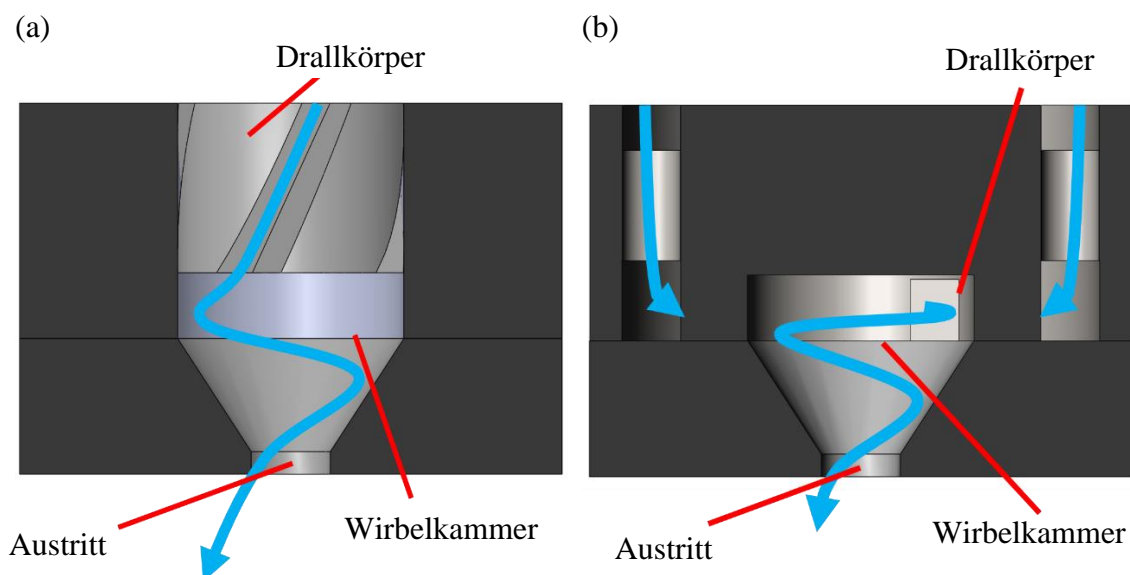 (a)
Drallkörper
Wirbelkammer
Austritt
(b)
Drallkörper
Wirbelkammer
Austritt